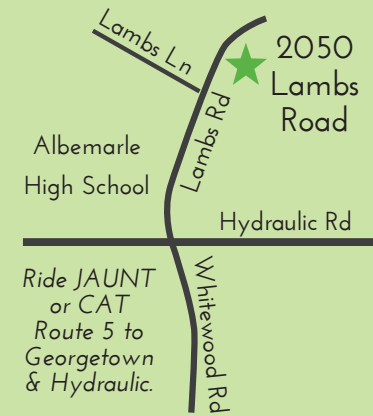 Lambs Ln
2050
Lambs
Road
Lambs Rd
Albemarle
High School
Hydraulic Rd
Ride JAUNT
or CAT
Route 5 to
Georgetown
& Hydraulic.
Whitewood Rd